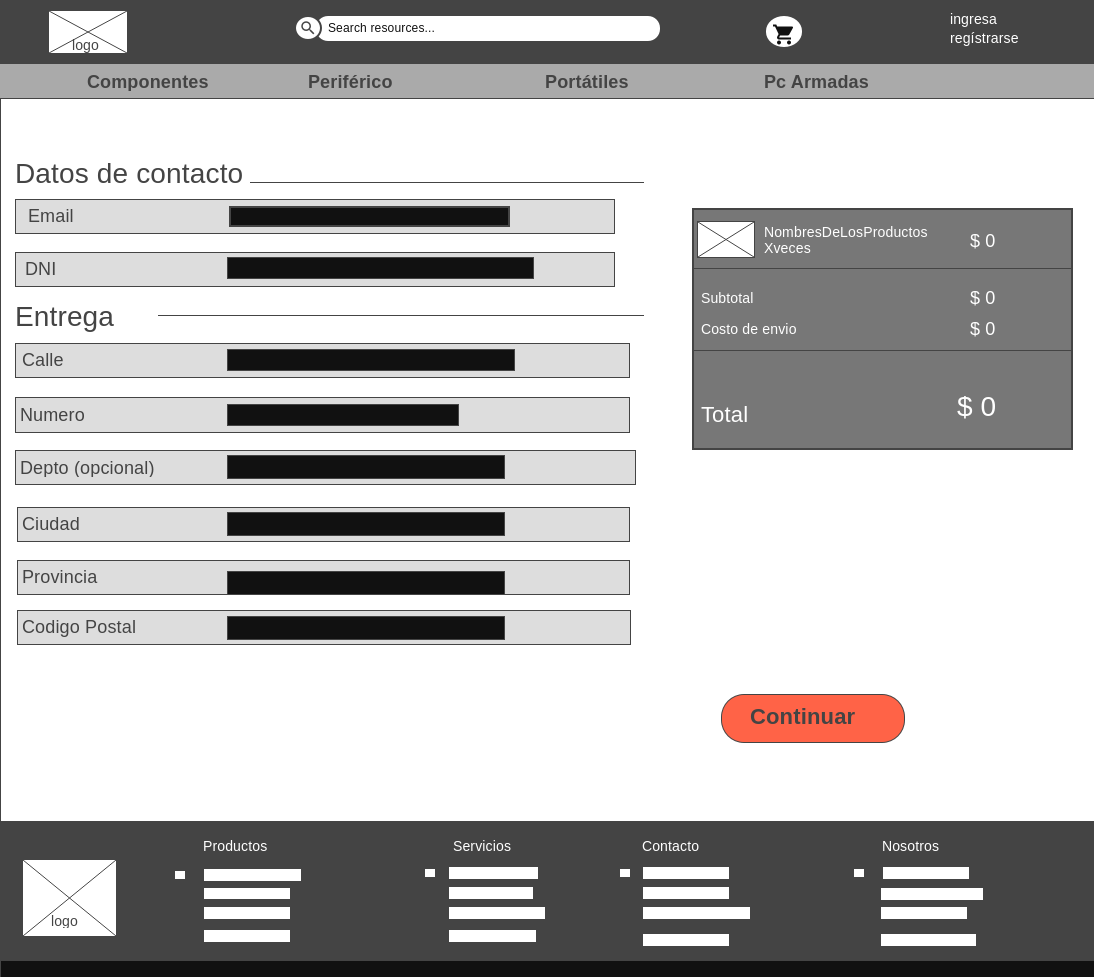 logo
Search resources...
ingresa
regístrarse
Componentes
Periférico
Portátiles
Pc Armadas
Datos de contacto
Email
DNI
Entrega
Calle
Numero
Depto (opcional)
Ciudad
Provincia
Codigo Postal
NombresDeLosProductos
Xveces
$ 0
Subtotal
$ 0
Costo de envio
$ 0
Total
$ 0
Continuar
logo
Productos
Servicios
Contacto
Nosotros